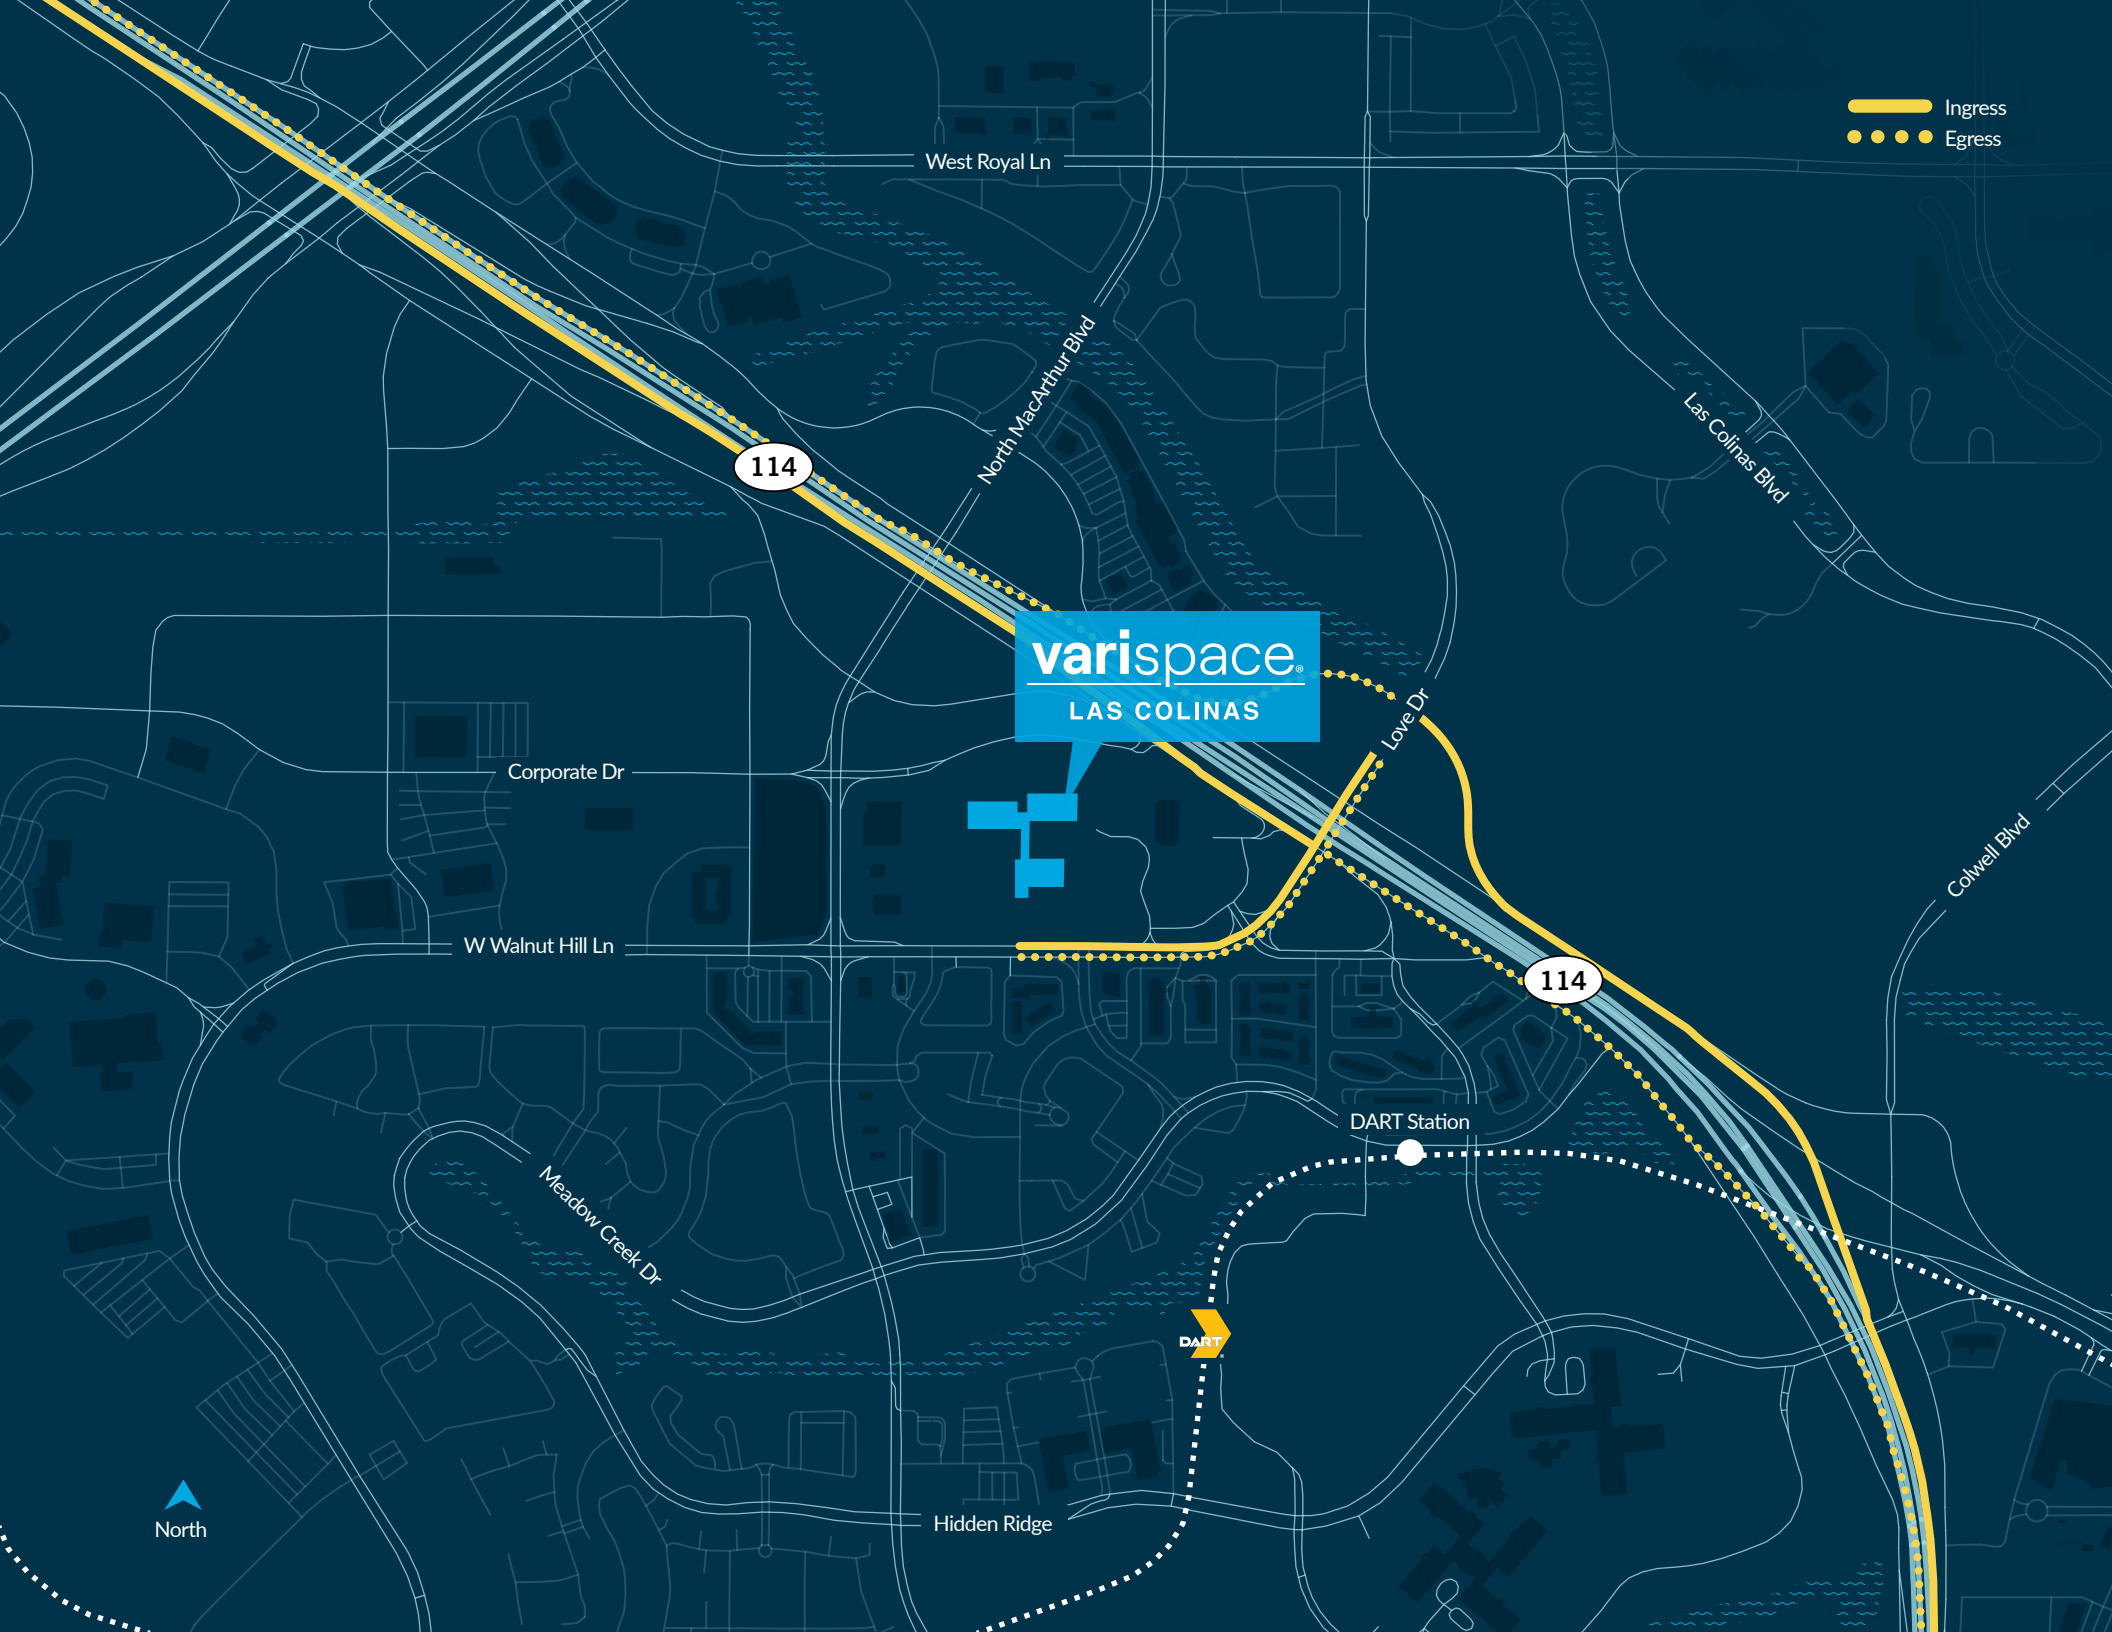 Ingress
Egress
West Royal Ln
North MacArthur Blvd
Las Colinas Blvd
114
varispace®
LAS COLINAS
Love Dr
Corporate Dr
Colwell Blvd
W Walnut Hill Ln
114
DART Station
Meadow Creek Dr
DART
Hidden Ridge
North